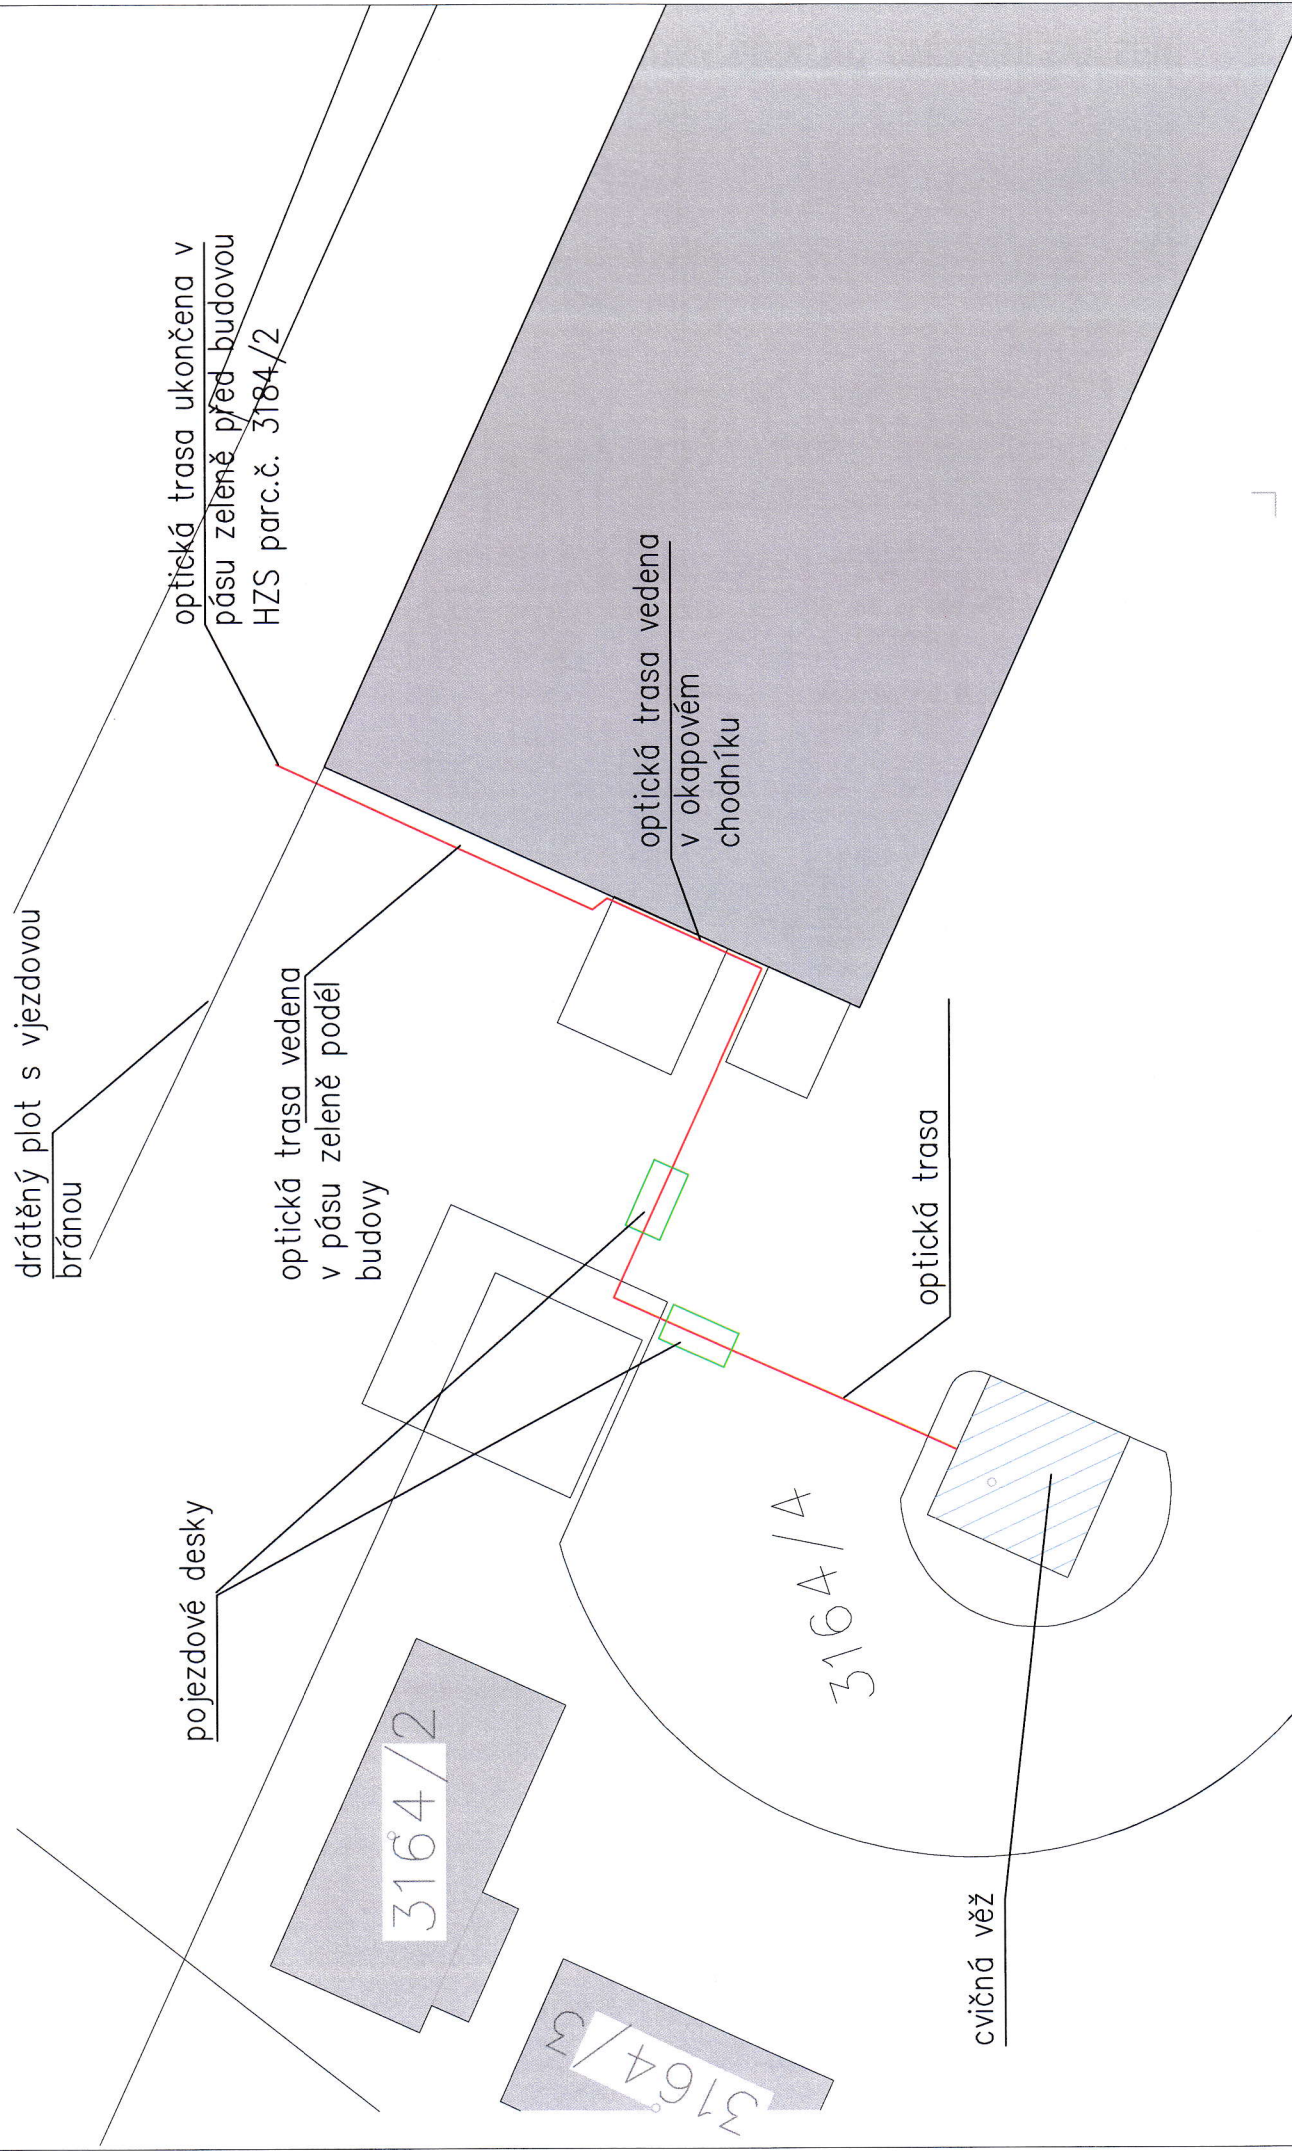 drátěný plot s vjezdovou
bránou
optická trasa ukončena v
pásu zeleně před budovou
HZS parc.č. 3184/2
optická trasa vedena
v pásu zeleně podél
budovy
pojezdové desky
optická trasa vedena
v okapovém
chodníku
optická trasa
cvičná věž
3164/2
3164/3
3164/4